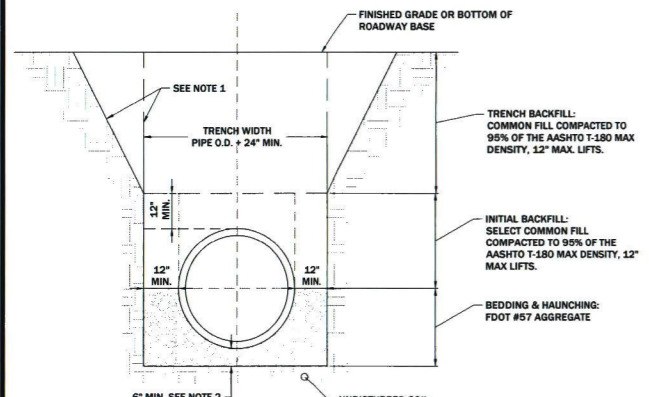 FINISHED GRADE OR BOTTOM OF
ROADWAY BASE
SEE NOTE 1
TRENCH WIDTH
PIPE O.D. + 24" MIN.
TRENCH BACKFILL:
COMMON FILL COMPACTED TO
95% OF THE AASHTO T-180 MAX
DENSITY, 12" MAX. LIFTS.
12"
MIN.
INITIAL BACKFILL:
SELECT COMMON FILL
COMPACTED TO 95% OF THE
AASHTO T-180 MAX DENSITY, 12"
MAX LIFTS.
12"
MIN.
12"
MIN.
BEDDING & HAUNCHING:
FDOT #57 AGGREGATE
6" MIN. SEE NOTE 2